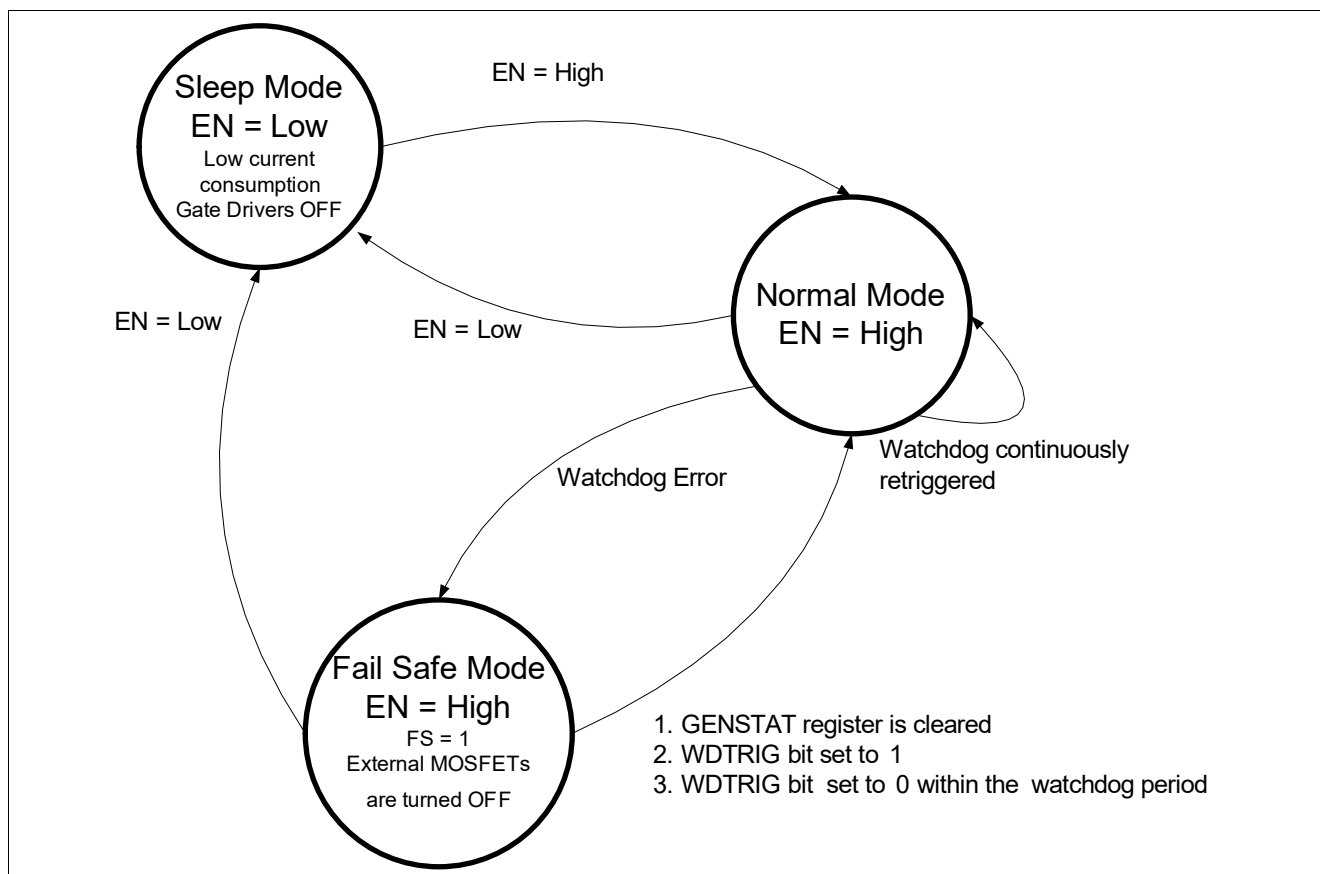 Sleep Mode
EN = Low
Low current
consumption
Gate Drivers OFF
EN = High
Normal Mode
EN = High
EN = Low
EN = Low
Watchdog continuously
retriggered
Watchdog Error
Fail Safe Mode
EN = High
FS = 1
External MOSFETs
are turned OFF
1. GENSTAT register is cleared
2. WDTRIG bit set to 1
3. WDTRIG bit set to 0 within the watchdog period